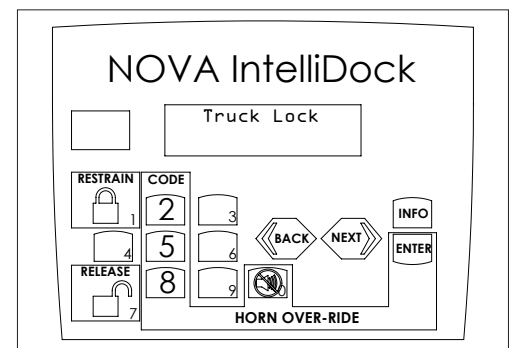 NOVA IntelliDock
Truck Lock
RESTRAIN CODE
1 2 3
4 5 6
BACK NEXT
INFO
ENTER
RELEASE
7 8 9
HORN OVER-RIDE